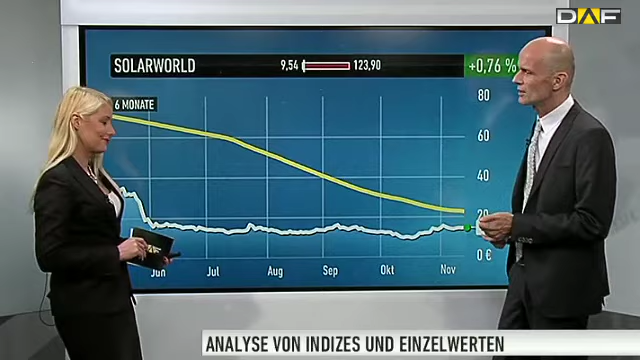 DAF
SOLARWORLD 9,54 123,90 +0,76 %
6 MONATE
80
60
40
20
0 €
Jun Jul Aug Sep Okt Nov
DAF
ANALYSE VON INDIZES UND EINZELWERTEN